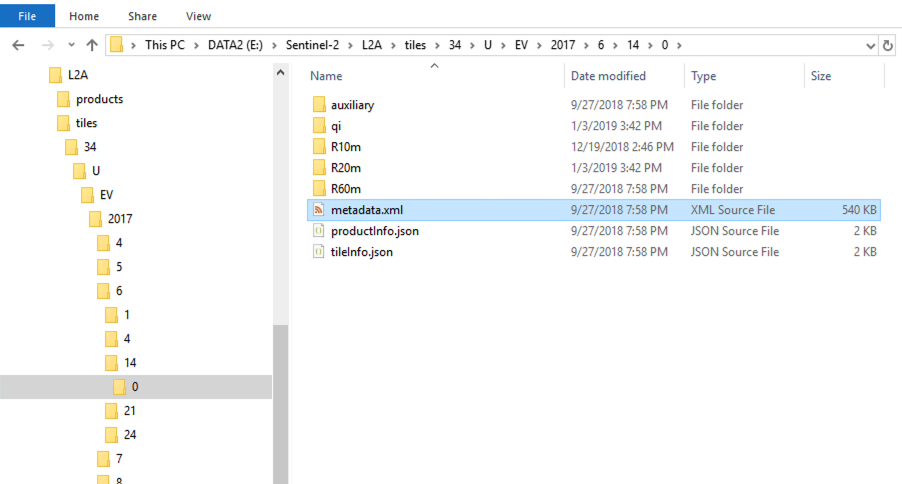 File Home Share View
This PC > DATA2 (E:) > Sentinel-2 > L2A > tiles > 34 > U > EV > 2017 > 6 > 14 > 0 >
L2A
products
tiles
34
U
EV
2017
4
5
6
1
4
14
0
21
24
7
8
Name Date modified Type Size
auxiliary 9/27/2018 7:58 PM File folder
qi 1/3/2019 3:42 PM File folder
R10m 12/19/2018 2:46 PM File folder
R20m 1/3/2019 3:42 PM File folder
R60m 9/27/2018 7:58 PM File folder
metadata.xml 9/27/2018 7:58 PM XML Source File 540 KB
productInfo.json 9/27/2018 7:58 PM JSON Source File 2 KB
tileInfo.json 9/27/2018 7:58 PM JSON Source File 2 KB